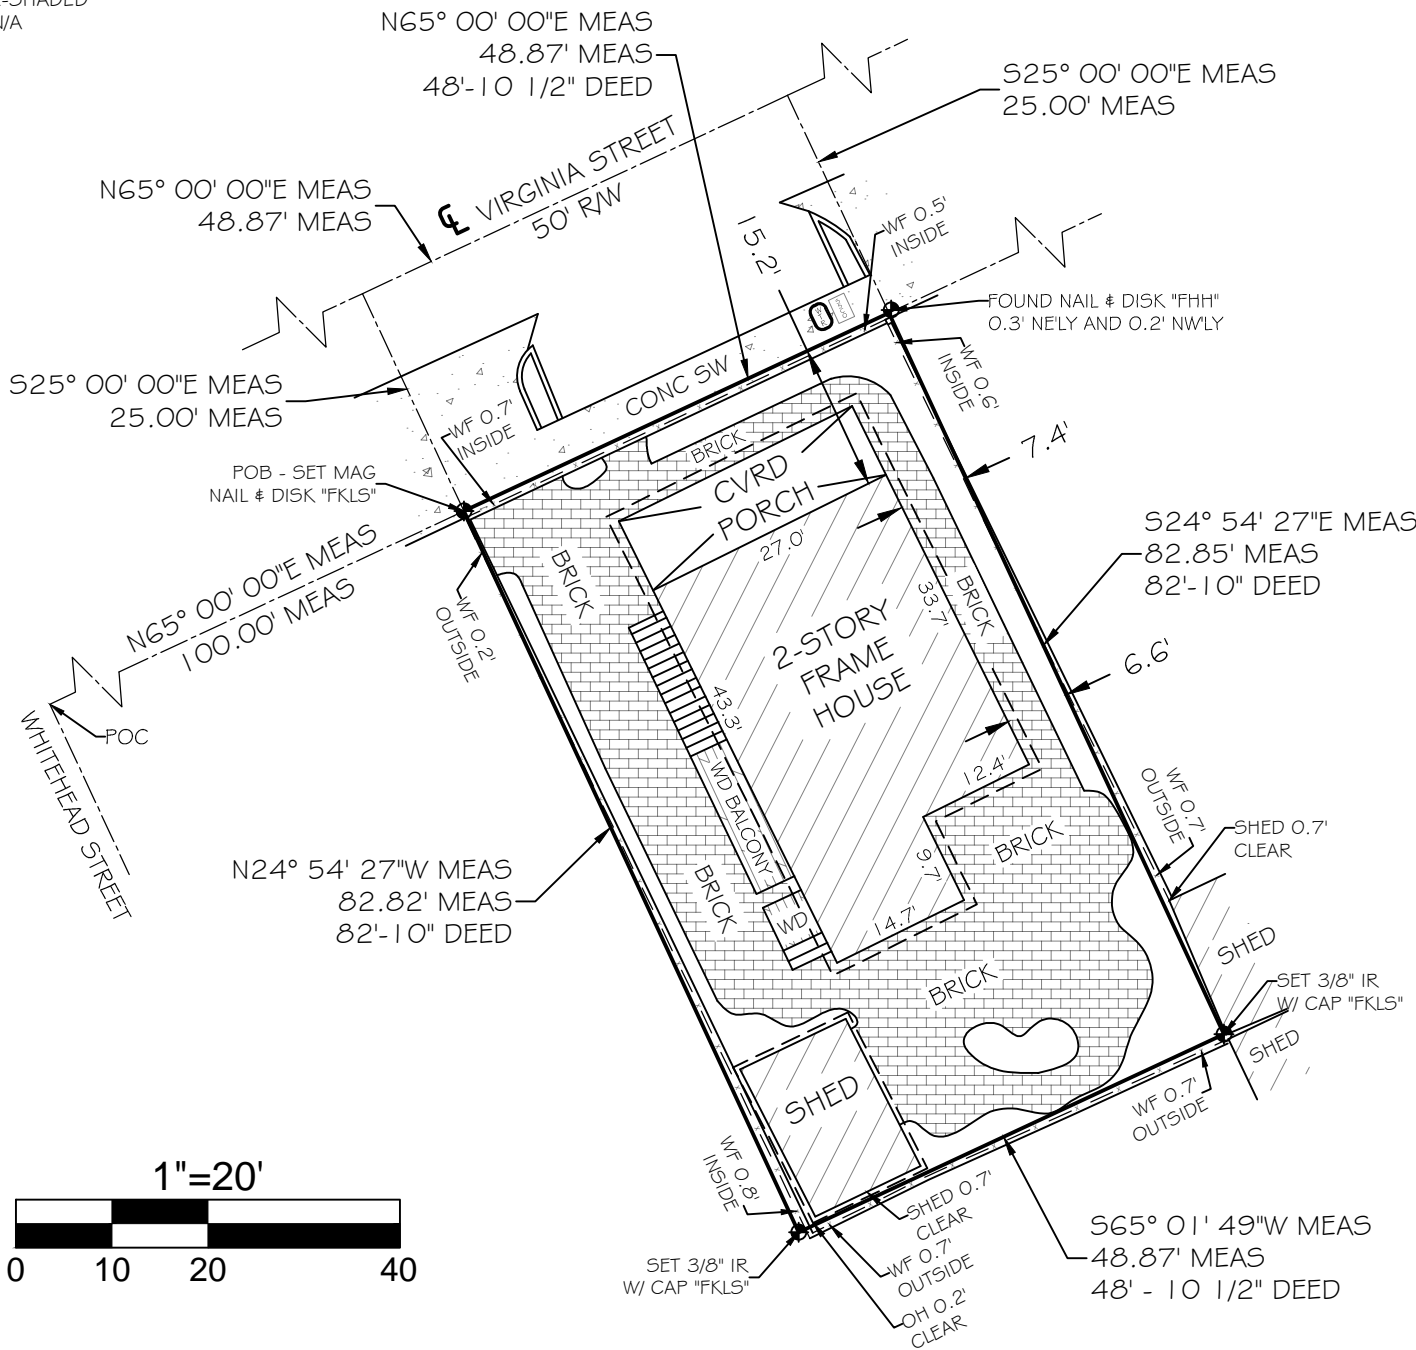 -SHADED
N/A
N65° 00' 00"E MEAS
48.87' MEAS
48'-10 1/2" DEED
S25° 00' 00"E MEAS
25.00' MEAS
N65° 00' 00"E MEAS
48.87' MEAS
℄ VIRGINIA STREET
50' R/W
15.2'
WF 0.5'
INSIDE
FOUND NAIL & DISK "FHH"
0.3' NE'LY AND 0.2' NW'LY
S25° 00' 00"E MEAS
25.00' MEAS
CONC SW
WF 0.6'
INSIDE
WF 0.7'
INSIDE
7.4'
POB - SET MAG
NAIL & DISK "FKLS"
BRICK
CVRD
PORCH
27.0'
S24° 54' 27"E MEAS
82.85' MEAS
82'-10" DEED
N65° 00' 00"E MEAS
100.00' MEAS
BRICK
WF 0.2'
OUTSIDE
BRICK
33.7'
2-STORY
FRAME
HOUSE
6.6'
POC
WHITEHEAD STREET
43.3'
WD BALCONY
12.4'
WF 0.7'
OUTSIDE
SHED 0.7'
CLEAR
BRICK
9.7'
N24° 54' 27"W MEAS
82.82' MEAS
82'-10" DEED
BRICK
WD
14.7'
SHED
BRICK
SET 3/8" IR
W/ CAP "FKLS"
SHED
SHED
WF 0.7'
OUTSIDE
WF 0.8'
INSIDE
1"=20'
0 10 20 40
SHED 0.7'
CLEAR
S65° 01' 49"W MEAS
48.87' MEAS
48' - 10 1/2" DEED
SET 3/8" IR
W/ CAP "FKLS"
WF 0.7'
OUTSIDE
OH 0.2'
CLEAR